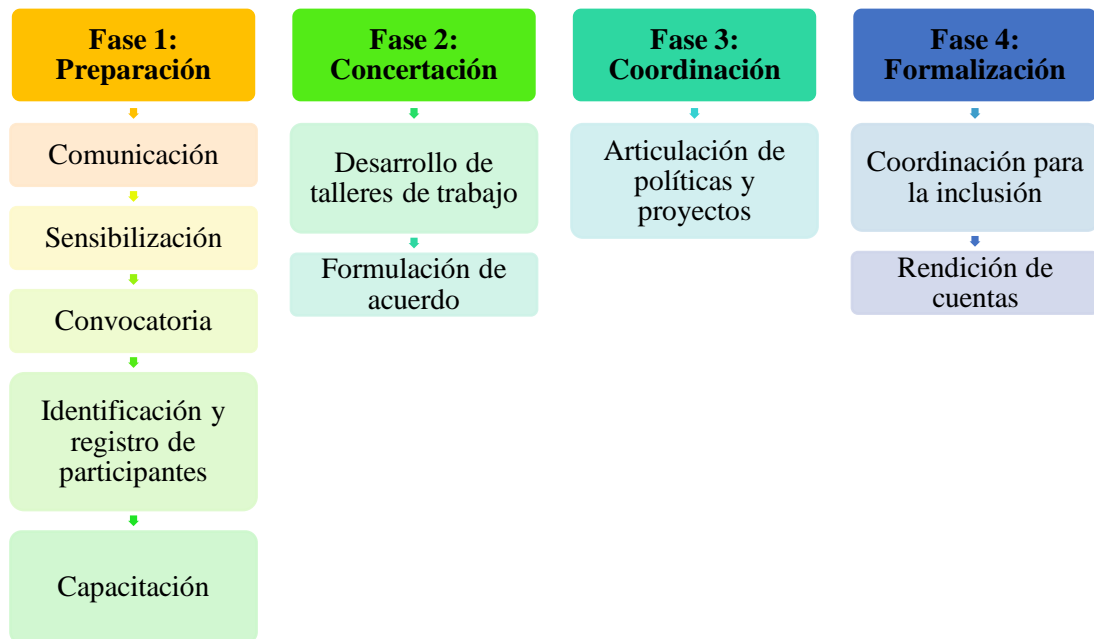 Fase 1:
Preparación
Comunicación
Sensibilización
Convocatoria
Identificación y
registro de
participantes
Capacitación
Fase 2:
Concertación
Desarrollo de
talleres de trabajo
Formulación de
acuerdo
Fase 3:
Coordinación
Articulación de
políticas y
proyectos
Fase 4:
Formalización
Coordinación para
la inclusión
Rendición de
cuentas